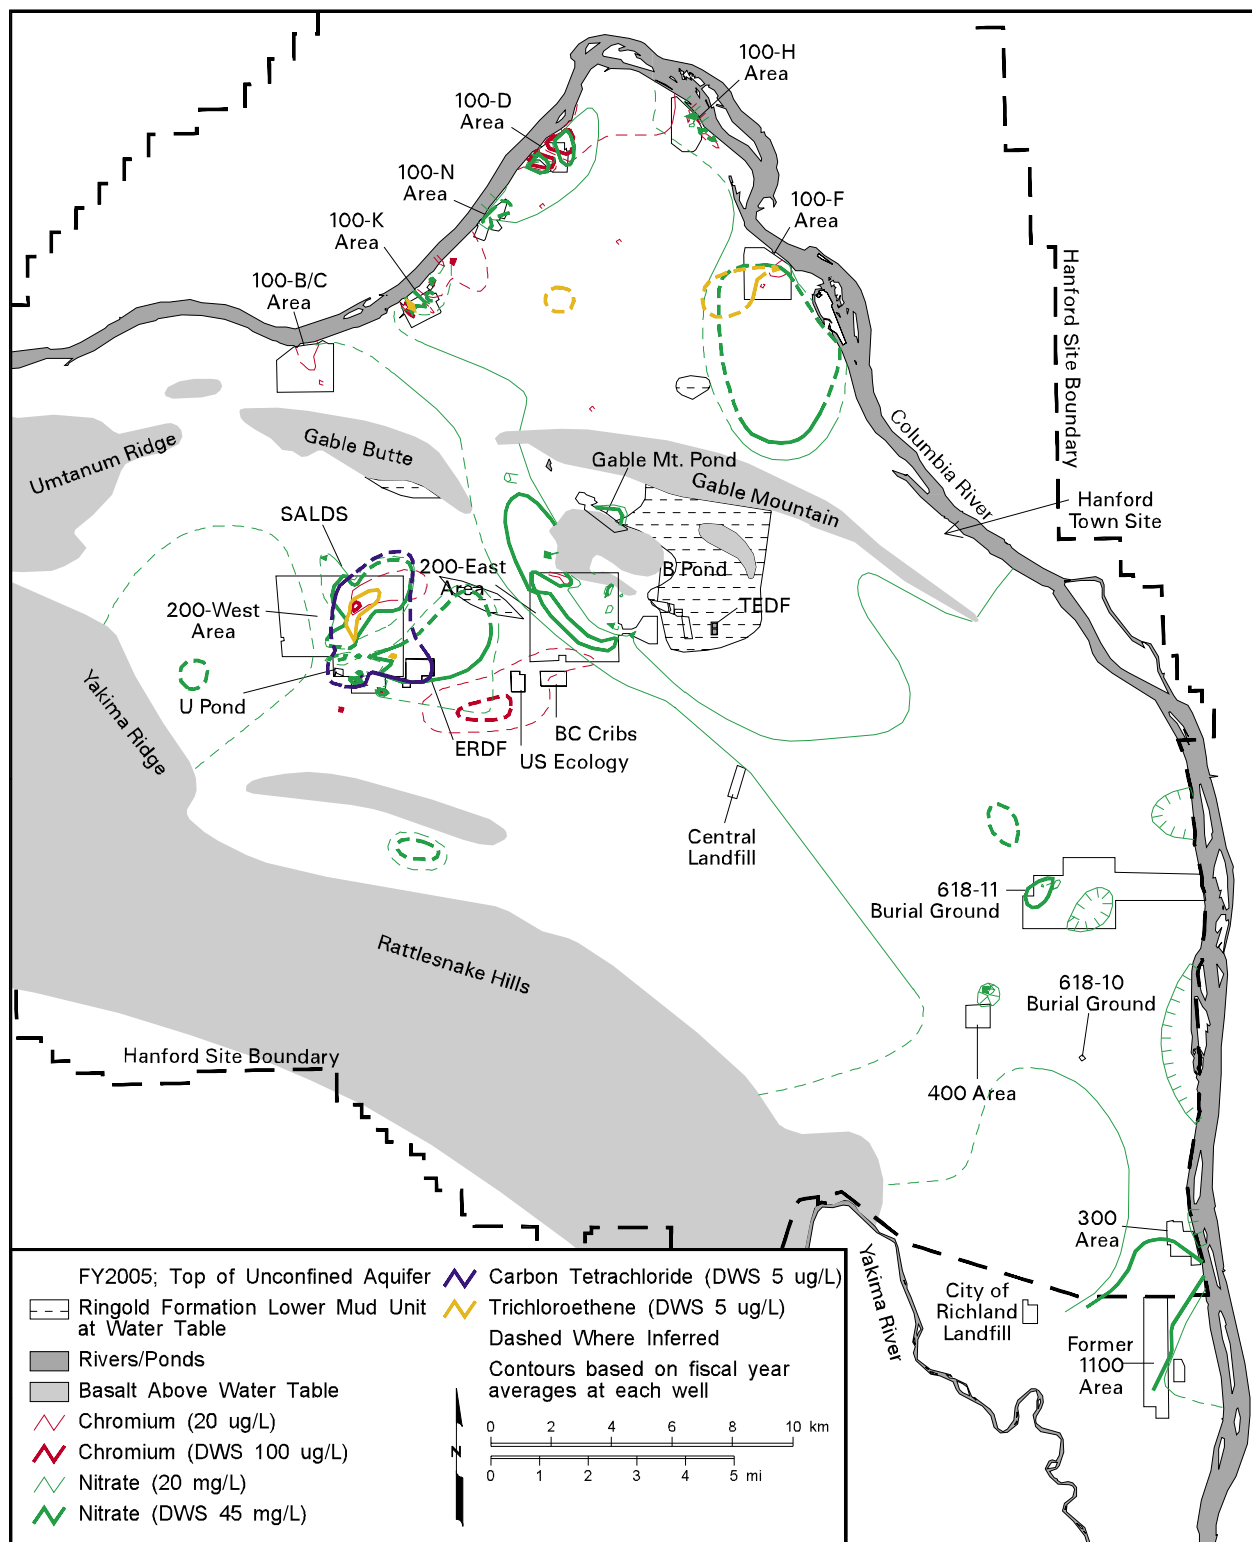 100-H
Area
100-D
Area
100-N
Area
100-F
Area
100-K
Area
100-B/C
Area
Hanford Site Boundary
Columbia River
Umtanum Ridge
Gable Butte
Gable Mt. Pond
Gable Mountain
Hanford
Town Site
SALDS
200-East
Area
B Pond
TEDF
200-West
Area
U Pond
Yakima Ridge
ERDF
BC Cribs
US Ecology
Central
Landfill
618-11
Burial Ground
Rattlesnake Hills
618-10
Burial Ground
Hanford Site Boundary
400 Area
300
Area
Yakima River
City of
Richland
Landfill
Former
1100
Area
FY2005; Top of Unconfined Aquifer
Ringold Formation Lower Mud Unit
at Water Table
Rivers/Ponds
Basalt Above Water Table
Chromium (20 ug/L)
Chromium (DWS 100 ug/L)
Nitrate (20 mg/L)
Nitrate (DWS 45 mg/L)
Carbon Tetrachloride (DWS 5 ug/L)
Trichloroethene (DWS 5 ug/L)
Dashed Where Inferred
Contours based on fiscal year
averages at each well
N
0 2 4 6 8 10 km
0 1 2 3 4 5 mi